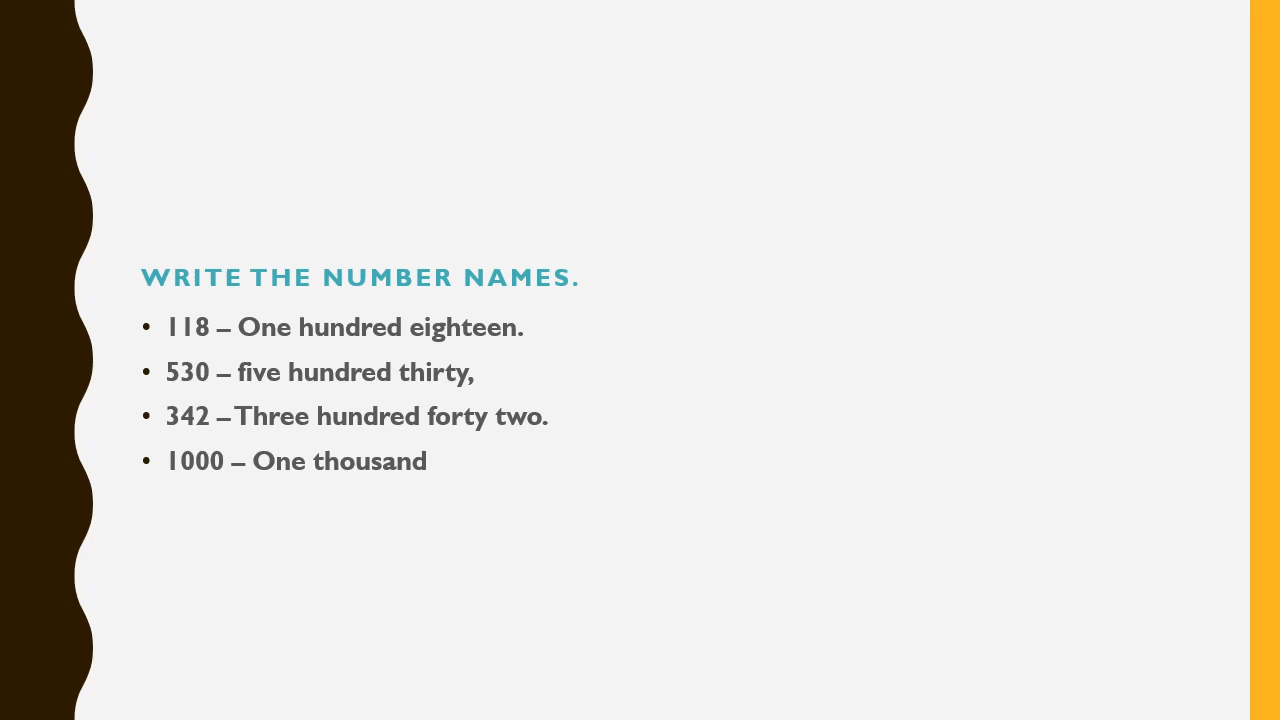 WRITE THE NUMBER NAMES.
• 118 – One hundred eighteen.
• 530 – five hundred thirty,
• 342 – Three hundred forty two.
• 1000 – One thousand